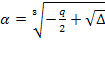 α = ∛(−q/2 + √Δ)